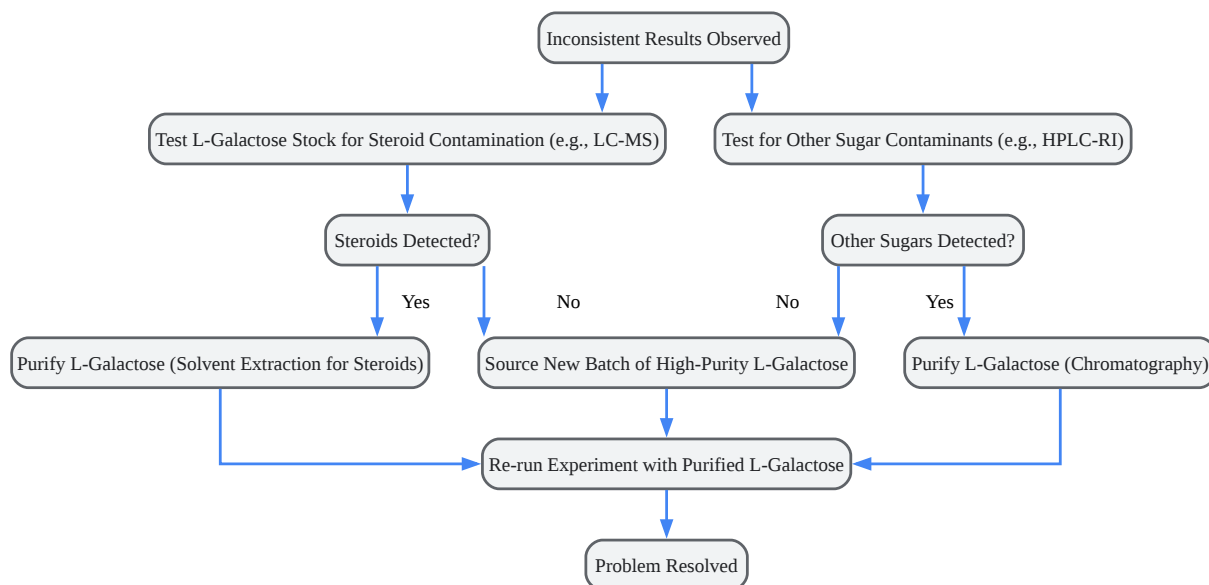 Inconsistent Results Observed
Test L-Galactose Stock for Steroid Contamination (e.g., LC-MS)
Test for Other Sugar Contaminants (e.g., HPLC-RI)
Steroids Detected?
Other Sugars Detected?
Yes
No
No
Yes
Purify L-Galactose (Solvent Extraction for Steroids)
Source New Batch of High-Purity L-Galactose
Purify L-Galactose (Chromatography)
Re-run Experiment with Purified L-Galactose
Problem Resolved